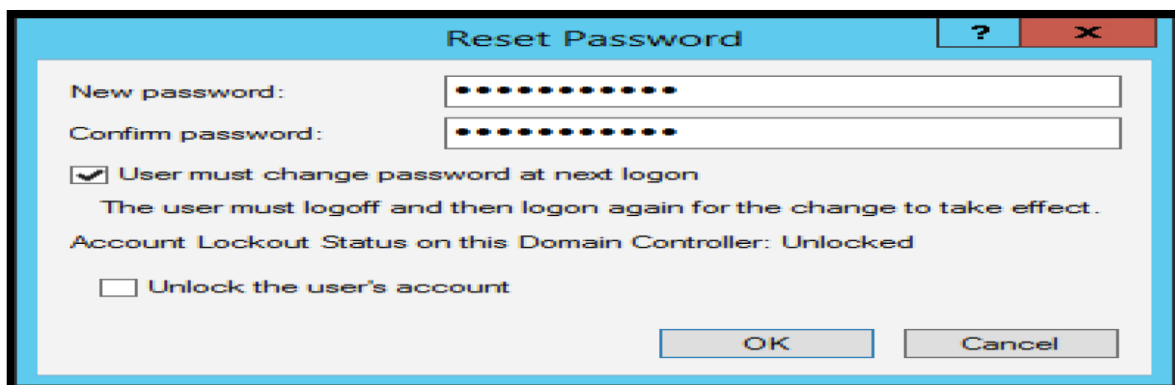 Reset Password
?
x
New password:
•••••••••••
Confirm password:
•••••••••••
User must change password at next logon
The user must logoff and then logon again for the change to take effect.
Account Lockout Status on this Domain Controller: Unlocked
Unlock the user's account
OK
Cancel